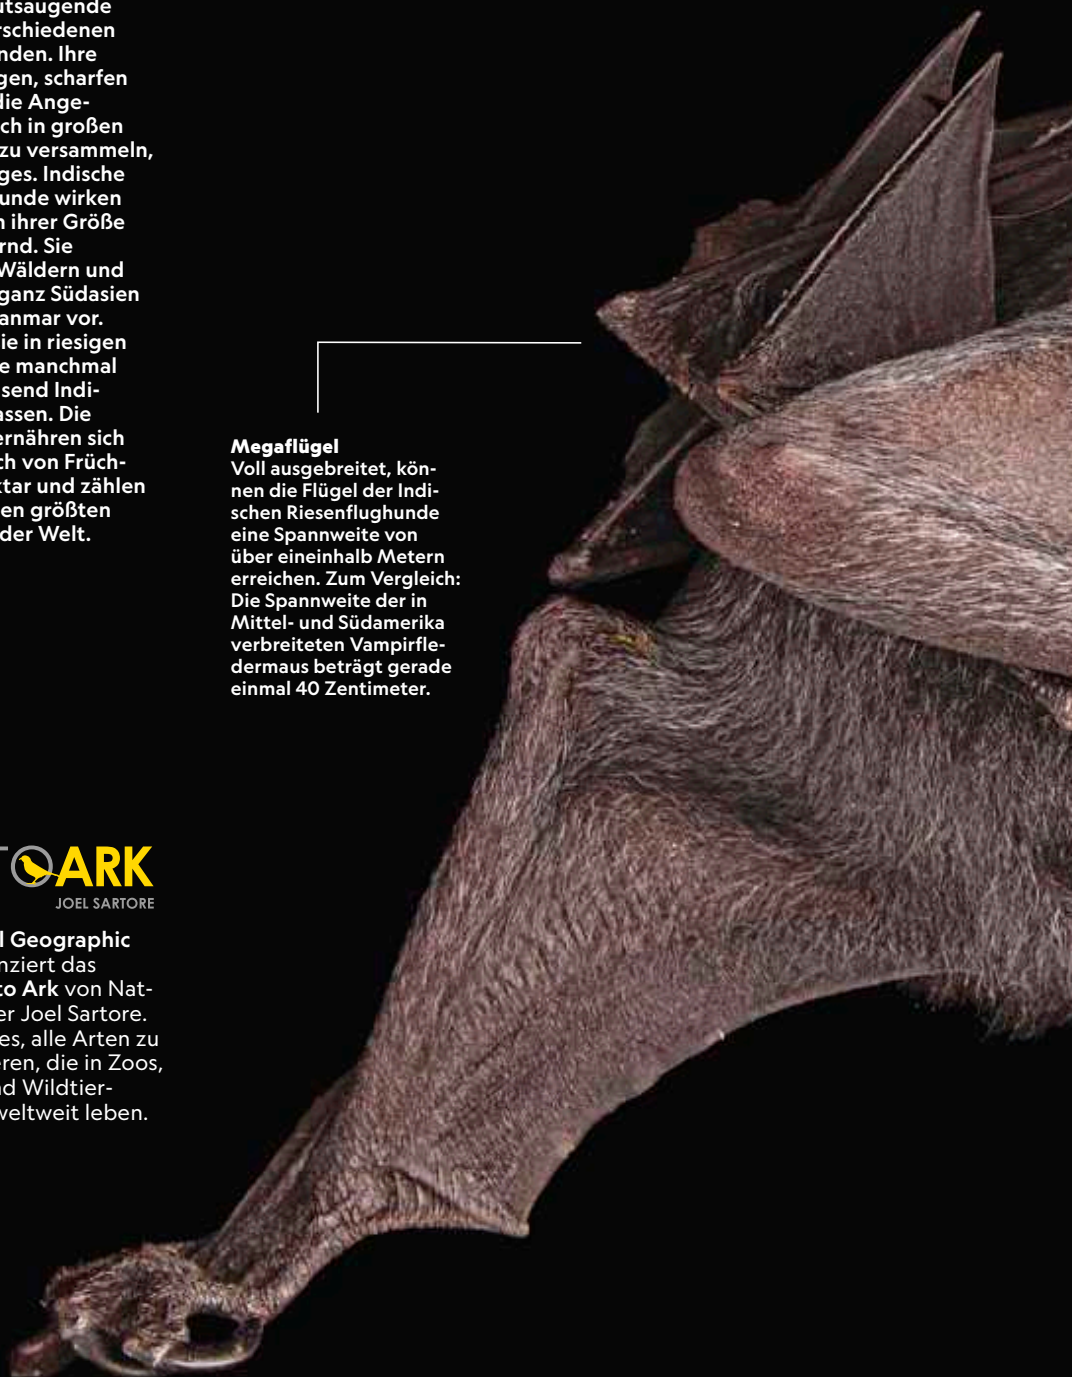 utsaugende
rschiedenen
nden. Ihre
gen, scharfen
die Ange-
ch in großen
zu versammeln,
ges. Indische
unde wirken
n ihrer Größe
rnd. Sie
Wäldern und
ganz Südasien
anmar vor.
ie in riesigen
e manchmal
send Indi-
assen. Die
ernähren sich
ch von Früch-
ktar und zählen
en größten
der Welt.
Megaflügel
Voll ausgebreitet, kön-
nen die Flügel der Indi-
schen Riesenflughunde
eine Spannweite von
über eineinhalb Metern
erreichen. Zum Vergleich:
Die Spannweite der in
Mittel- und Südamerika
verbreiteten Vampirfle-
dermaus beträgt gerade
einmal 40 Zentimeter.
TO ARK
JOEL SARTORE
l Geographic
nziert das
to Ark von Nat-
er Joel Sartore.
es, alle Arten zu
eren, die in Zoos,
nd Wildtier-
weltweit leben.